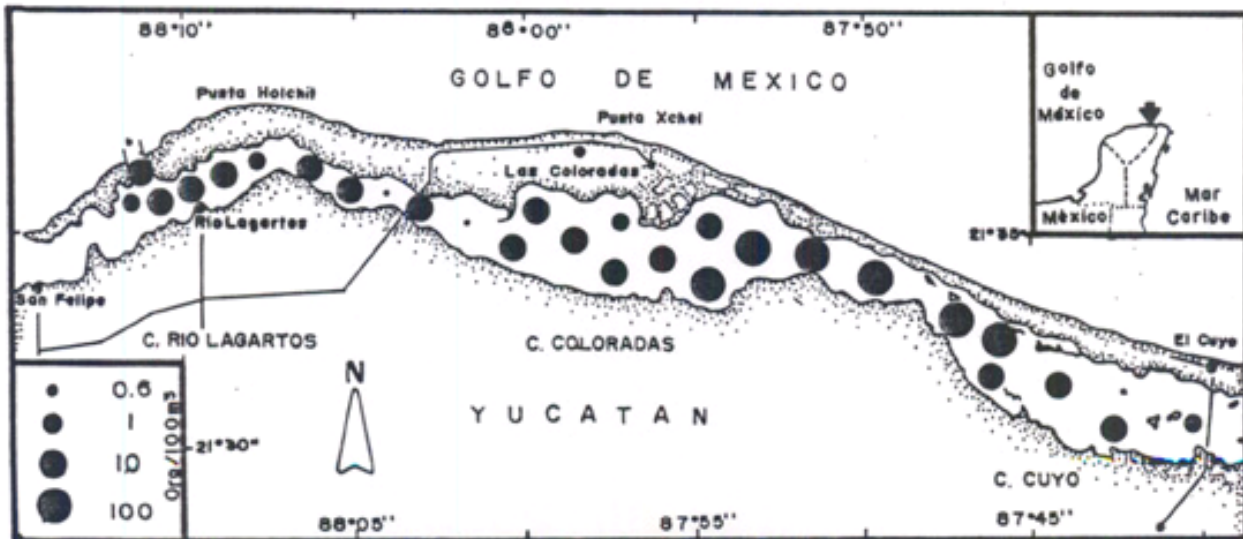 88°10'' 88°00'' 87°50''
GOLFO DE MEXICO
Golfo
de
México
México
Mar
Caribe
Punta Holchit
Punta Xchel
Las Coloradas
Rio Lagartos
San Felipe
21°35''
El Cuyo
C. RIO LAGARTOS
C. COLORADAS
C. CUYO
N
YUCATAN
21°30''
0.6
1
10
100
Org/100m³
88°05'' 87°55'' 87°45''